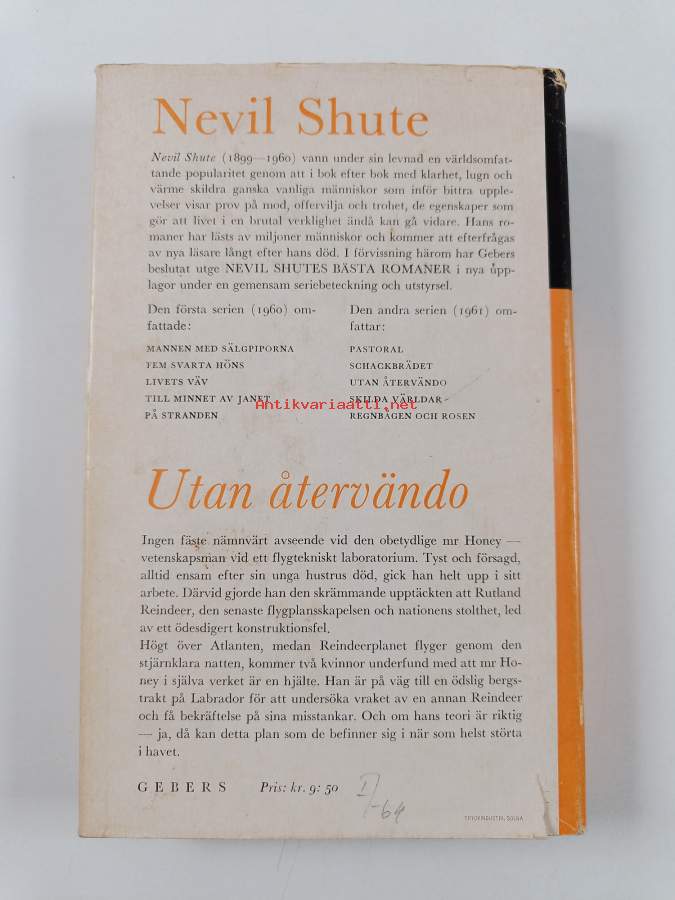 Nevil Shute
Nevil Shute (1899—1960) vann under sin levnad en världsomfat-
tande popularitet genom att i bok efter bok med klarhet, lugn och
värme skildra ganska vanliga människor som inför bittra upple-
velser visar prov på mod, offervilja och trohet, de egenskaper som
gör att livet i en brutal verklighet ändå kan gå vidare. Hans ro-
maner har lästs av miljoner människor och kommer att efterfrågas
av nya läsare långt efter hans död. I förvissning härom har Gebers
beslutat utge NEVIL SHUTES BÄSTA ROMANER i nya upp-
lagor under en gemensam seriebeteckning och utstyrsel.
Den första serien (1960) om-
fattade:
MANNEN MED SÄLGPIPORNA
FEM SVARTA HÖNS
LIVETS VÄV
TILL MINNET AV JANET
PÅ STRANDEN
Den andra serien (1961) om-
fattar:
PASTORAL
SCHACKBRÄDET
UTAN ÅTERVÄNDO
SKILDA VÄRLDAR
REGNBÅGEN OCH ROSEN
Antikvariaatti.net
Utan återvändo
Ingen fäste nämnvärt avseende vid den obetydlige mr Honey —
vetenskapsman vid ett flygtekniskt laboratorium. Tyst och försagd,
alltid ensam efter sin unga hustrus död, gick han helt upp i sitt
arbete. Därvid gjorde han den skrämmande upptäckten att Rutland
Reindeer, den senaste flygplansskapelsen och nationens stolthet, led
av ett ödesdigert konstruktionsfel.
Högt över Atlanten, medan Reindeerplanet flyger genom den
stjärnklara natten, kommer två kvinnor underfund med att mr Ho-
ney i själva verket är en hjälte. Han är på väg till en ödslig bergs-
trakt på Labrador för att undersöka vraket av en annan Reindeer
och få bekräftelse på sina misstankar. Och om hans teori är riktig
— ja, då kan detta plan som de befinner sig i när som helst störta
i havet.
GEBERS Pris: kr. 9: 50
-64
SOLNA